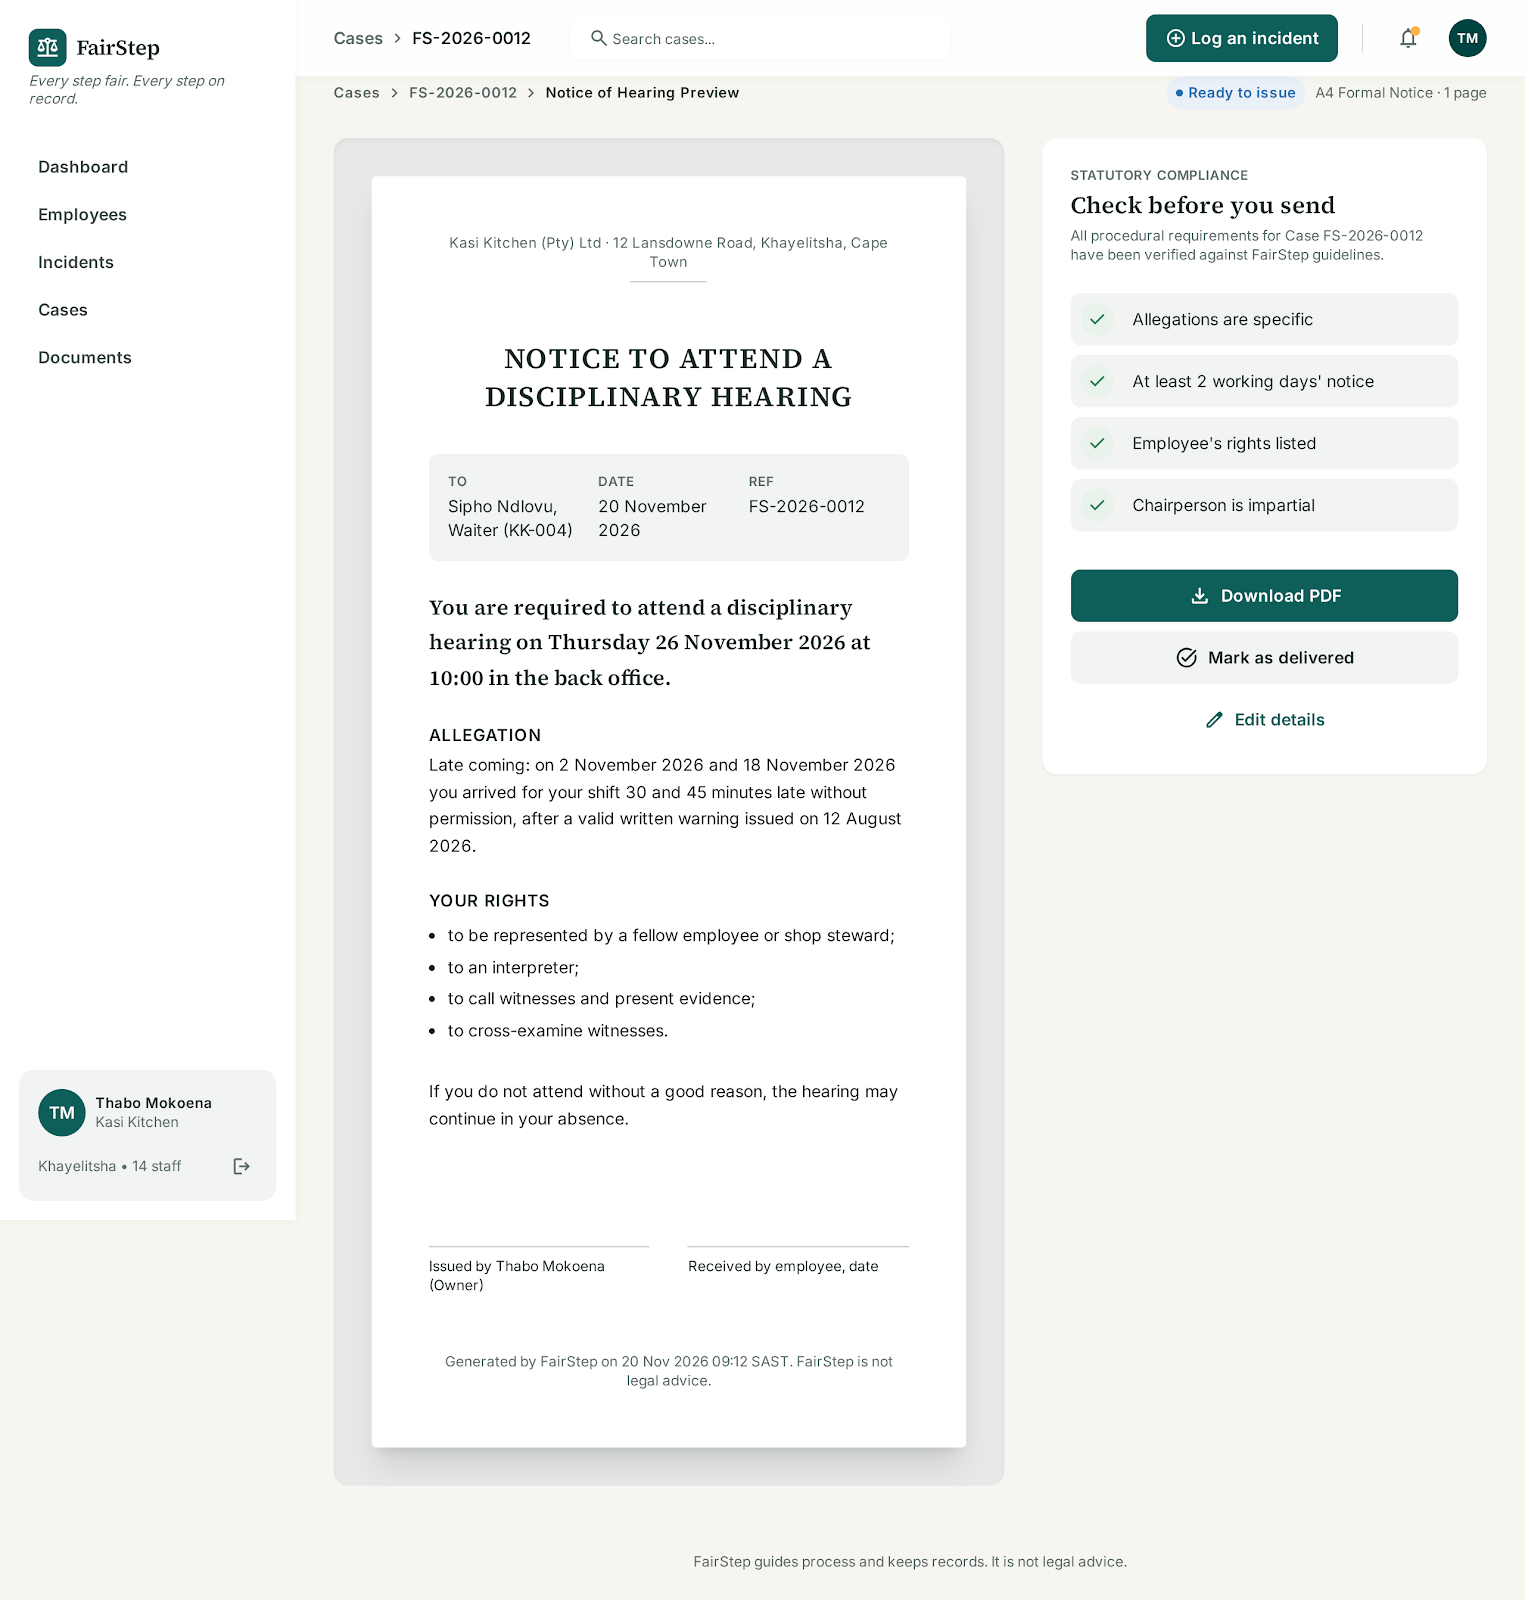 FairStep
Every step fair. Every step on
record.
Dashboard
Employees
Incidents
Cases
Documents
Thabo Mokoena
Kasi Kitchen
TM
Khayelitsha • 14 staff
Cases > FS-2026-0012
Search cases...
Log an incident
TM
Cases > FS-2026-0012 > Notice of Hearing Preview
Ready to issue
A4 Formal Notice · 1 page
Kasi Kitchen (Pty) Ltd · 12 Lansdowne Road, Khayelitsha, Cape
Town
NOTICE TO ATTEND A
DISCIPLINARY HEARING
TO
Sipho Ndlovu,
Waiter (KK-004)
DATE
20 November
2026
REF
FS-2026-0012
You are required to attend a disciplinary
hearing on Thursday 26 November 2026 at
10:00 in the back office.
ALLEGATION
Late coming: on 2 November 2026 and 18 November 2026
you arrived for your shift 30 and 45 minutes late without
permission, after a valid written warning issued on 12 August
2026.
YOUR RIGHTS
• to be represented by a fellow employee or shop steward;
• to an interpreter;
• to call witnesses and present evidence;
• to cross-examine witnesses.
If you do not attend without a good reason, the hearing may
continue in your absence.
Issued by Thabo Mokoena
(Owner)
Received by employee, date
Generated by FairStep on 20 Nov 2026 09:12 SAST. FairStep is not
legal advice.
STATUTORY COMPLIANCE
Check before you send
All procedural requirements for Case FS-2026-0012
have been verified against FairStep guidelines.
Allegations are specific
At least 2 working days' notice
Employee's rights listed
Chairperson is impartial
Download PDF
Mark as delivered
Edit details
FairStep guides process and keeps records. It is not legal advice.